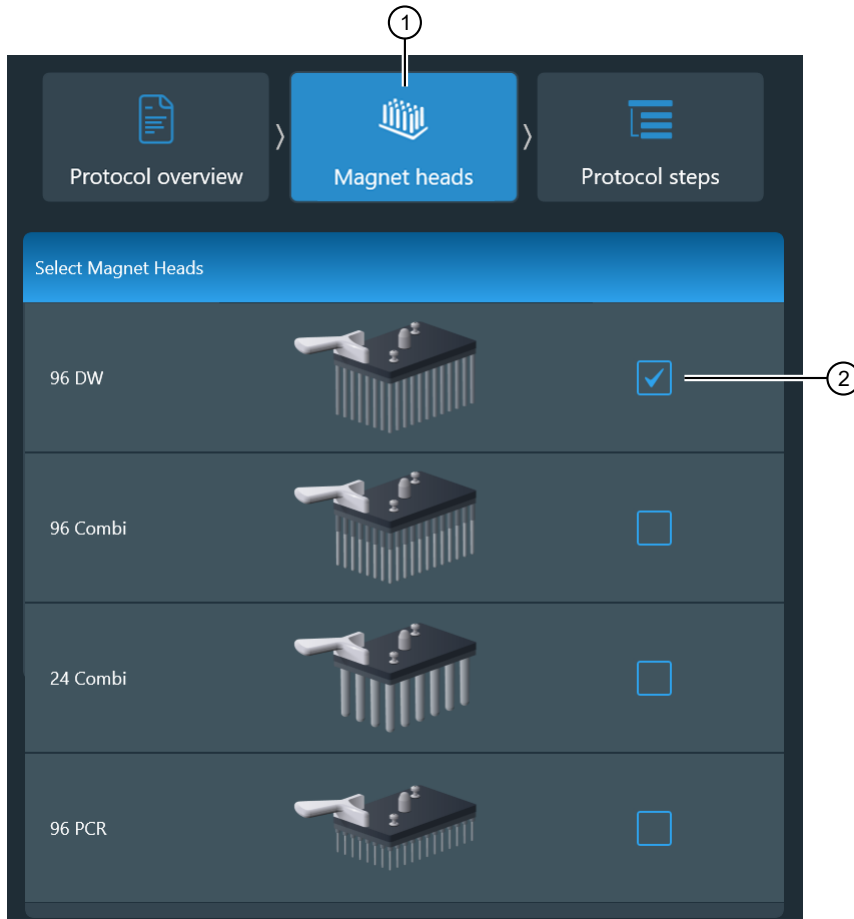 1
Protocol overview
Magnet heads
Protocol steps
Select Magnet Heads
96 DW
2
96 Combi
24 Combi
96 PCR